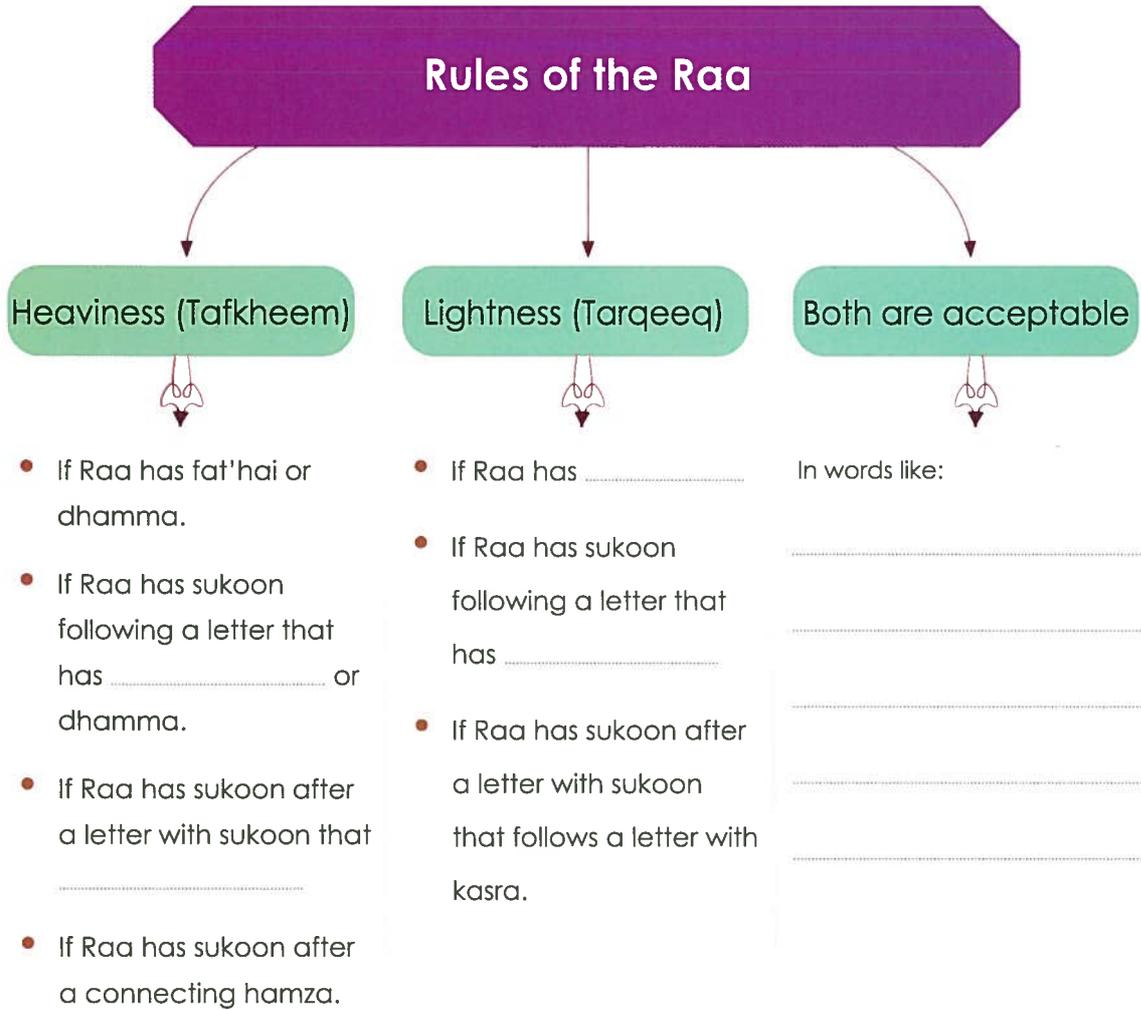 Rules of the Raa
Heaviness (Tafkheem)
Lightness (Tarqeeq)
Both are acceptable
• If Raa has fat'hai or
dhamma.
• If Raa has sukoon
following a letter that
has ........................ or
dhamma.
• If Raa has sukoon after
a letter with sukoon that
........................
• If Raa has sukoon after
a connecting hamza.
• If Raa has ........................
• If Raa has sukoon
following a letter that
has ........................
• If Raa has sukoon after
a letter with sukoon
that follows a letter with
kasra.
In words like: